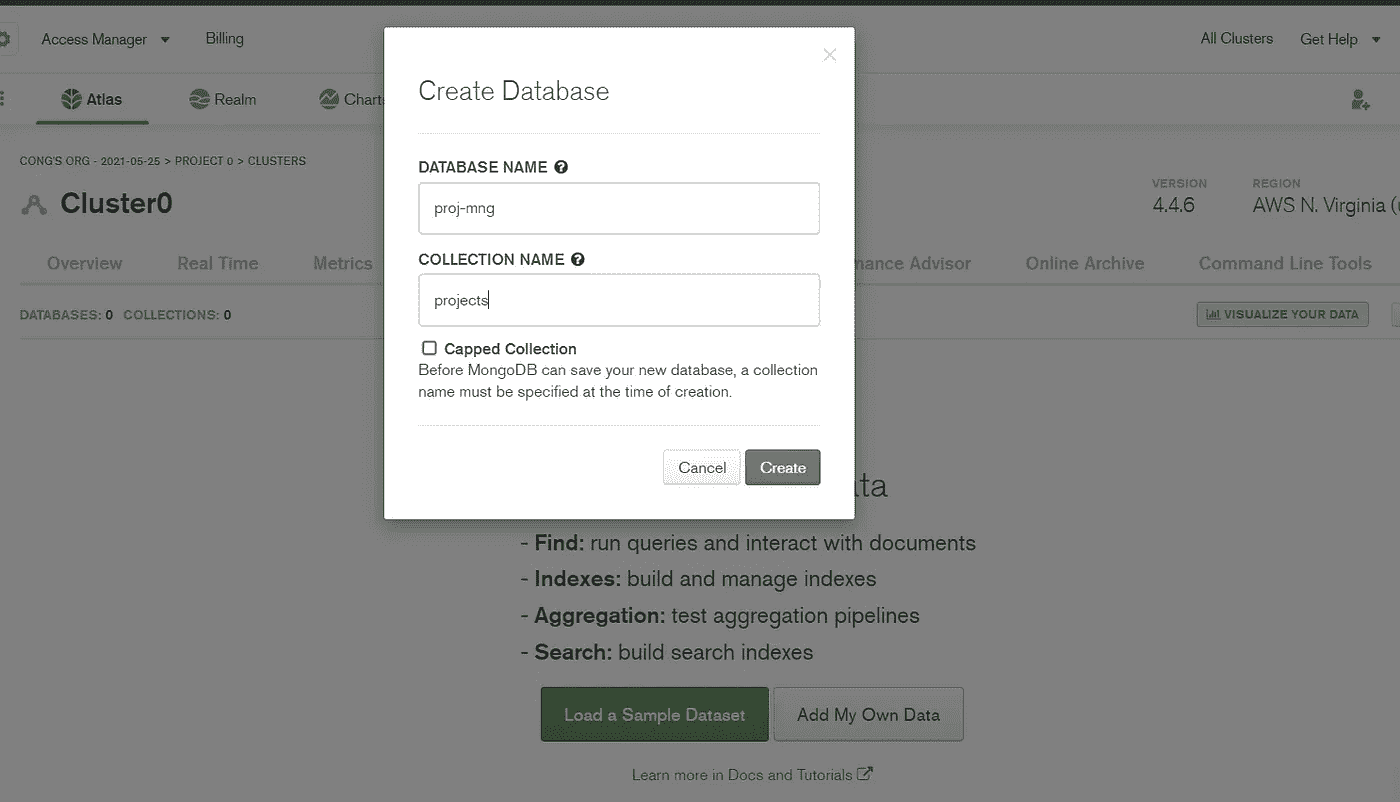 Access Manager Billing All Clusters Get Help
Atlas Realm Chart
CONG'S ORG - 2021-05-25 > PROJECT 0 > CLUSTERS
Cluster0
VERSION REGION
4.4.6 AWS N. Virginia (
Overview Real Time Metrics mance Advisor Online Archive Command Line Tools
DATABASES: 0 COLLECTIONS: 0 VISUALIZE YOUR DATA
Create Database
DATABASE NAME
proj-mng
COLLECTION NAME
projects
Capped Collection
Before MongoDB can save your new database, a collection
name must be specified at the time of creation.
Cancel Create
ata
- Find: run queries and interact with documents
- Indexes: build and manage indexes
- Aggregation: test aggregation pipelines
- Search: build search indexes
Load a Sample Dataset Add My Own Data
Learn more in Docs and Tutorials